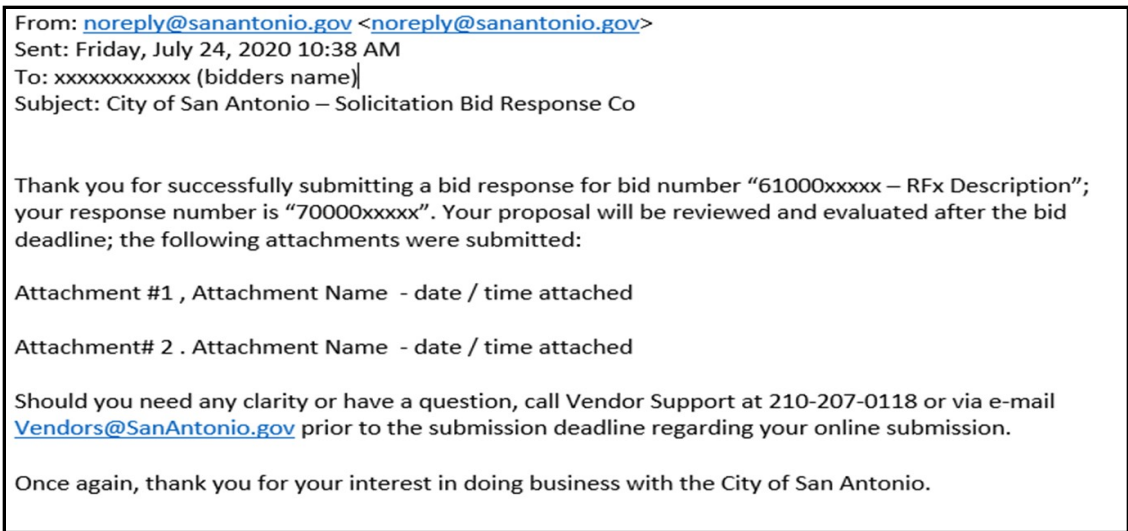 From: noreply@sanantonio.gov <noreply@sanantonio.gov>
Sent: Friday, July 24, 2020 10:38 AM
To: xxxxxxxxxxxx (bidders name)
Subject: City of San Antonio – Solicitation Bid Response Co
Thank you for successfully submitting a bid response for bid number “61000xxxxx – RFx Description”;
your response number is “70000xxxxx”. Your proposal will be reviewed and evaluated after the bid
deadline; the following attachments were submitted:
Attachment #1 , Attachment Name  - date / time attached
Attachment# 2 . Attachment Name  - date / time attached
Should you need any clarity or have a question, call Vendor Support at 210-207-0118 or via e-mail
Vendors@SanAntonio.gov prior to the submission deadline regarding your online submission.
Once again, thank you for your interest in doing business with the City of San Antonio.